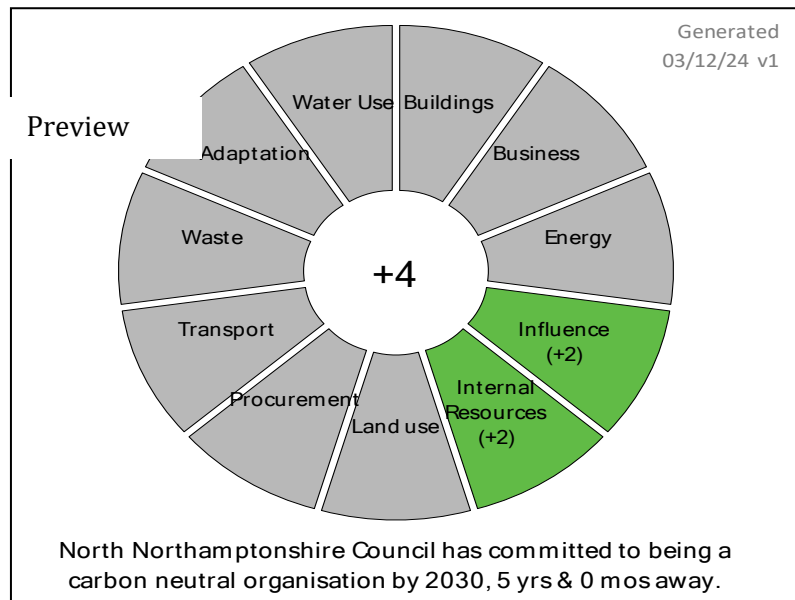 Generated
03/12/24 v1
Preview
Water Use
Buildings
Adaptation
Business
Waste
Energy
+4
Transport
Influence
(+2)
Procurement
Internal
Resources
(+2)
Land use
North Northamptonshire Council has committed to being a
carbon neutral organisation by 2030, 5 yrs & 0 mos away.